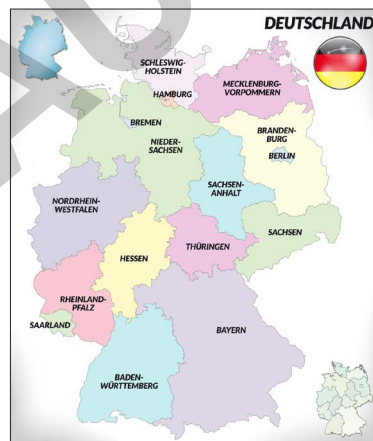 DEUTSCHLAND
SCHLESWIG-
HOLSTEIN
MECKLENBURG-
VORPOMMERN
HAMBURG
BREMEN
BRANDEN-
BURG
NIEDER-
SACHSEN
BERLIN
SACHSEN-
ANHALT
NORDRHEIN-
WESTFALEN
SACHSEN
THÜRINGEN
HESSEN
RHEINLAND-
PFALZ
SAARLAND
BAYERN
BADEN-
WÜRTTEMBERG